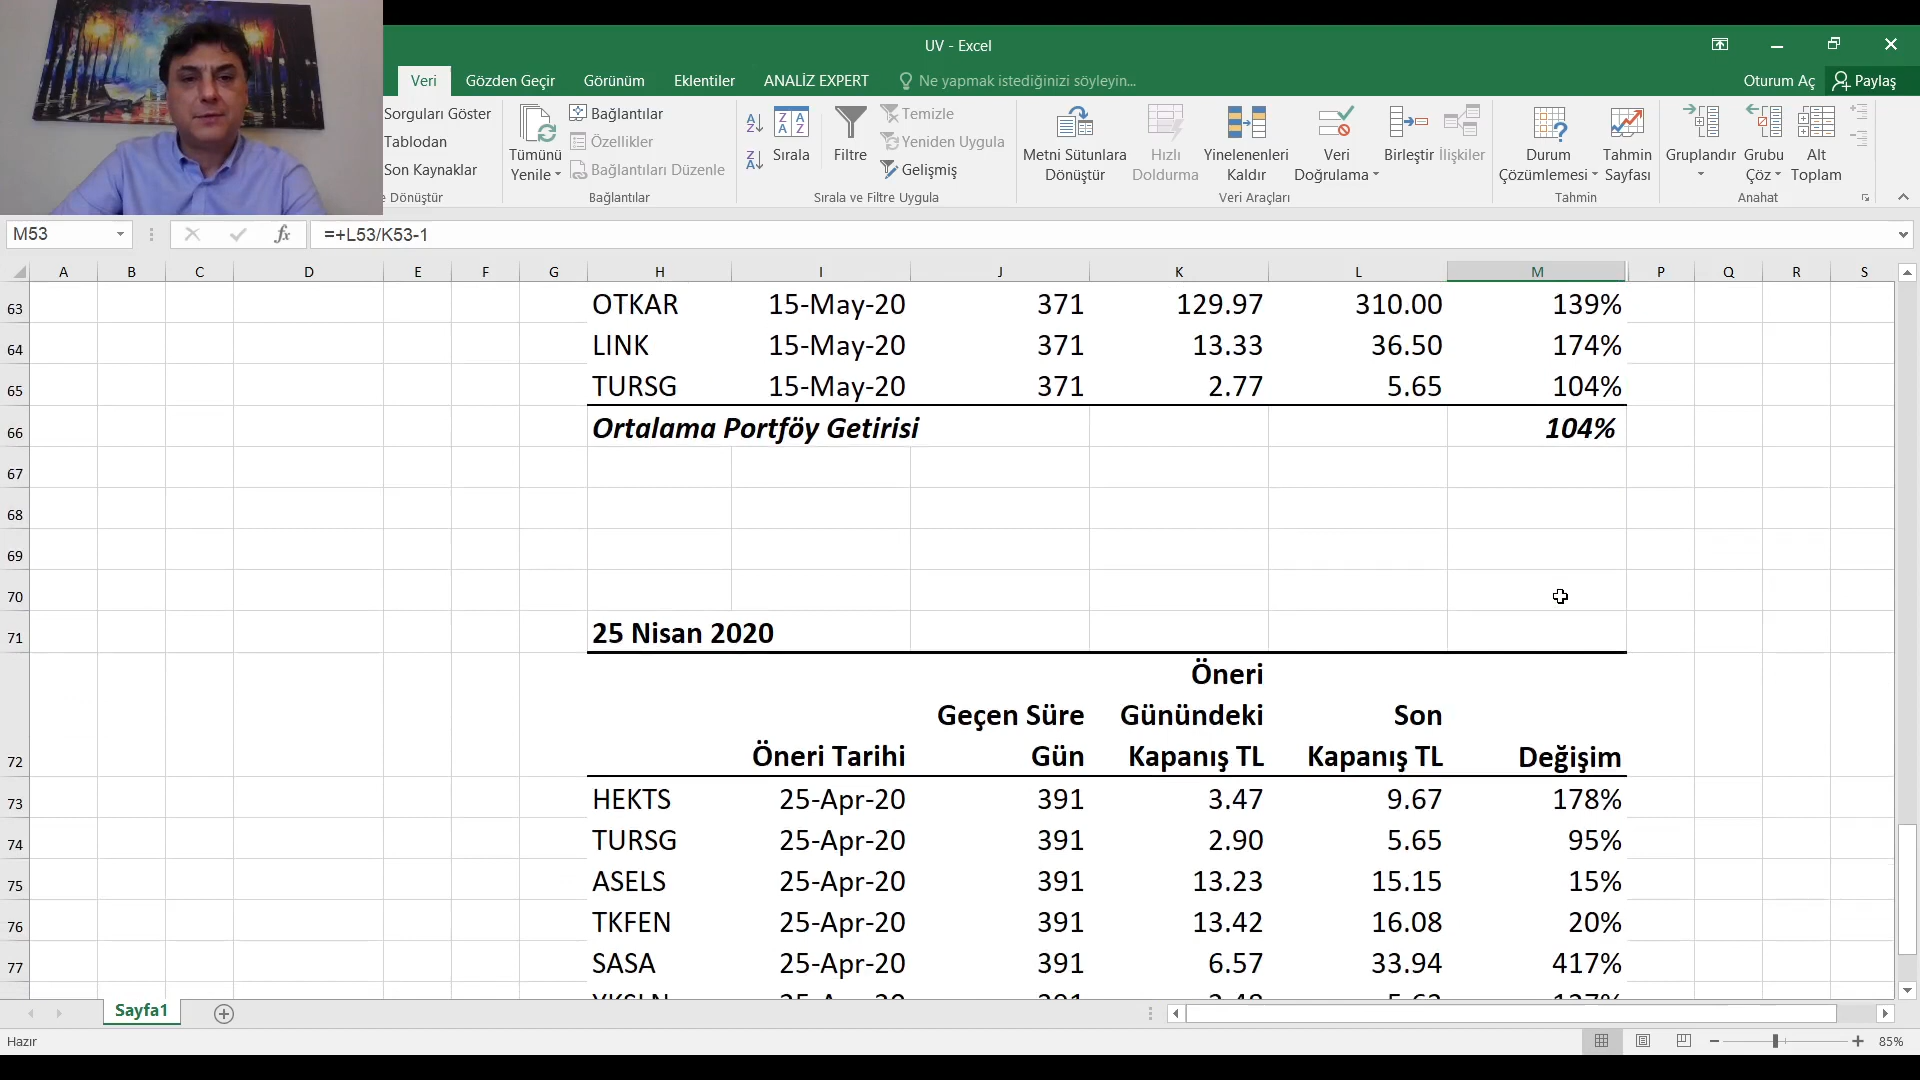 UV - Excel
Veri Gözden Geçir Görünüm Eklentiler ANALİZ EXPERT Ne yapmak istediğinizi söyleyin... Oturum Aç Paylaş
Sorguları Göster
Tablodan
Son Kaynaklar
Dönüştür
Tümünü
Yenile
Bağlantılar
Özellikler
Bağlantıları Düzenle
Bağlantılar
Sırala
Filtre
Temizle
Yeniden Uygula
Gelişmiş
Sırala ve Filtre Uygula
Metni Sütunlara
Dönüştür
Hızlı
Doldurma
Yinelenenleri
Kaldır
Veri
Doğrulama
Birleştir
İlişkiler
Veri Araçları
Durum
Çözümlemesi
Tahmin
Sayfası
Tahmin
Gruplandır
Grubu
Çöz
Alt
Toplam
Anahat
M53 fx =+L53/K53-1
A B C D E F G H I J K L M P Q R S
63 OTKAR 15-May-20 371 129.97 310.00 139%
64 LINK 15-May-20 371 13.33 36.50 174%
65 TURSG 15-May-20 371 2.77 5.65 104%
66 Ortalama Portföy Getirisi 104%
67
68
69
70
71 25 Nisan 2020
Öneri
Geçen Süre Günündeki Son
72 Öneri Tarihi Gün Kapanış TL Kapanış TL Değişim
73 HEKTS 25-Apr-20 391 3.47 9.67 178%
74 TURSG 25-Apr-20 391 2.90 5.65 95%
75 ASELS 25-Apr-20 391 13.23 15.15 15%
76 TKFEN 25-Apr-20 391 13.42 16.08 20%
77 SASA 25-Apr-20 391 6.57 33.94 417%
Sayfa1
Hazır 85%